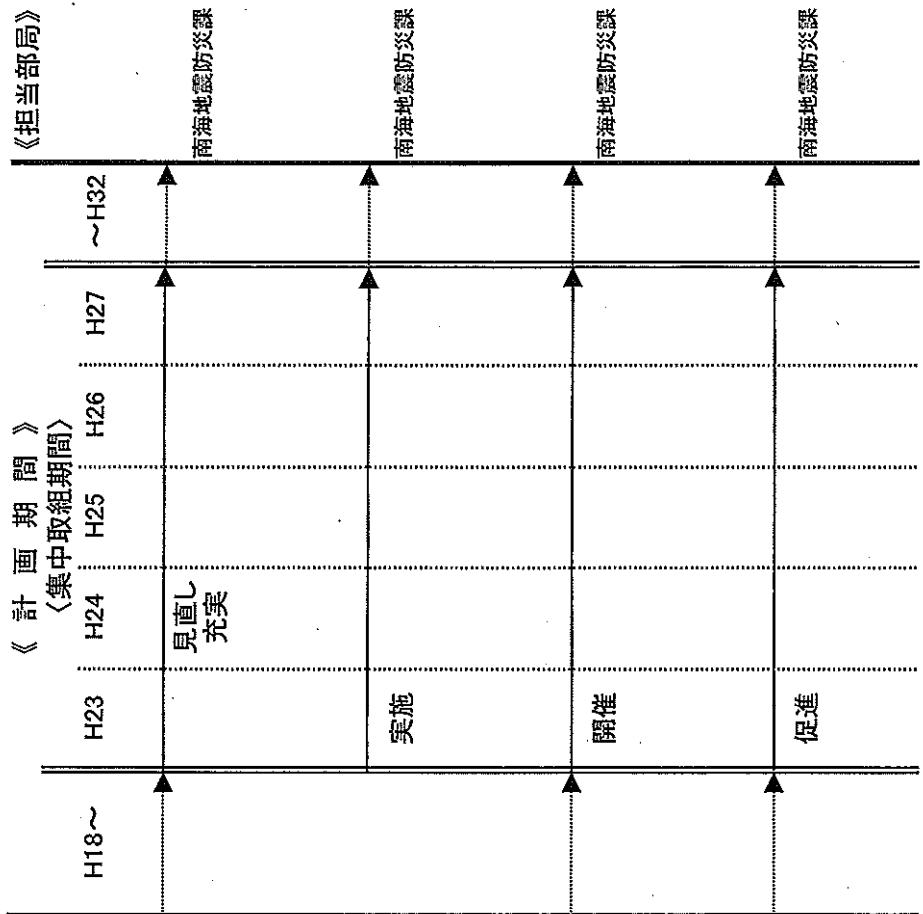 《 計 画 期 間 》
〈集中取組期間〉
《担当部局》
H18～
H23
H24
H25
H26
H27
～H32
見直し
充実
南海地震防災課
実施
南海地震防災課
開催
南海地震防災課
促進
南海地震防災課